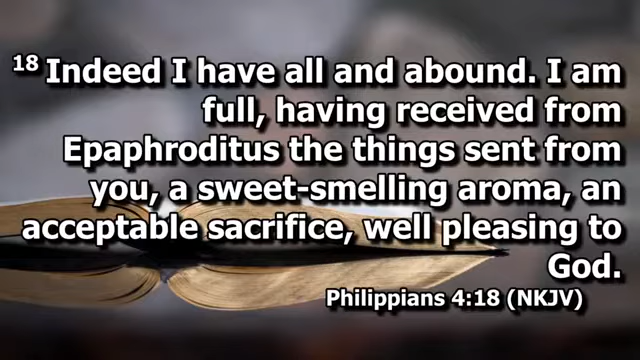 18 Indeed I have all and abound. I am
full, having received from
Epaphroditus the things sent from
you, a sweet-smelling aroma, an
acceptable sacrifice, well pleasing to
God.
Philippians 4:18 (NKJV)